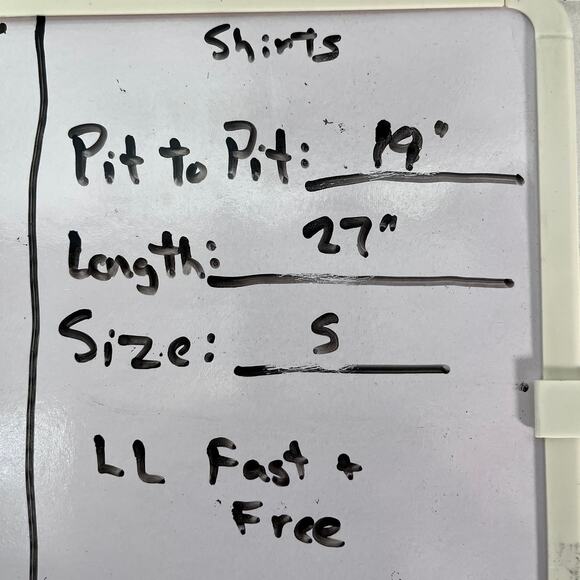 Shirts
Pit to Pit: 19"
Length: 27"
Size: S
LL Fast +
Free